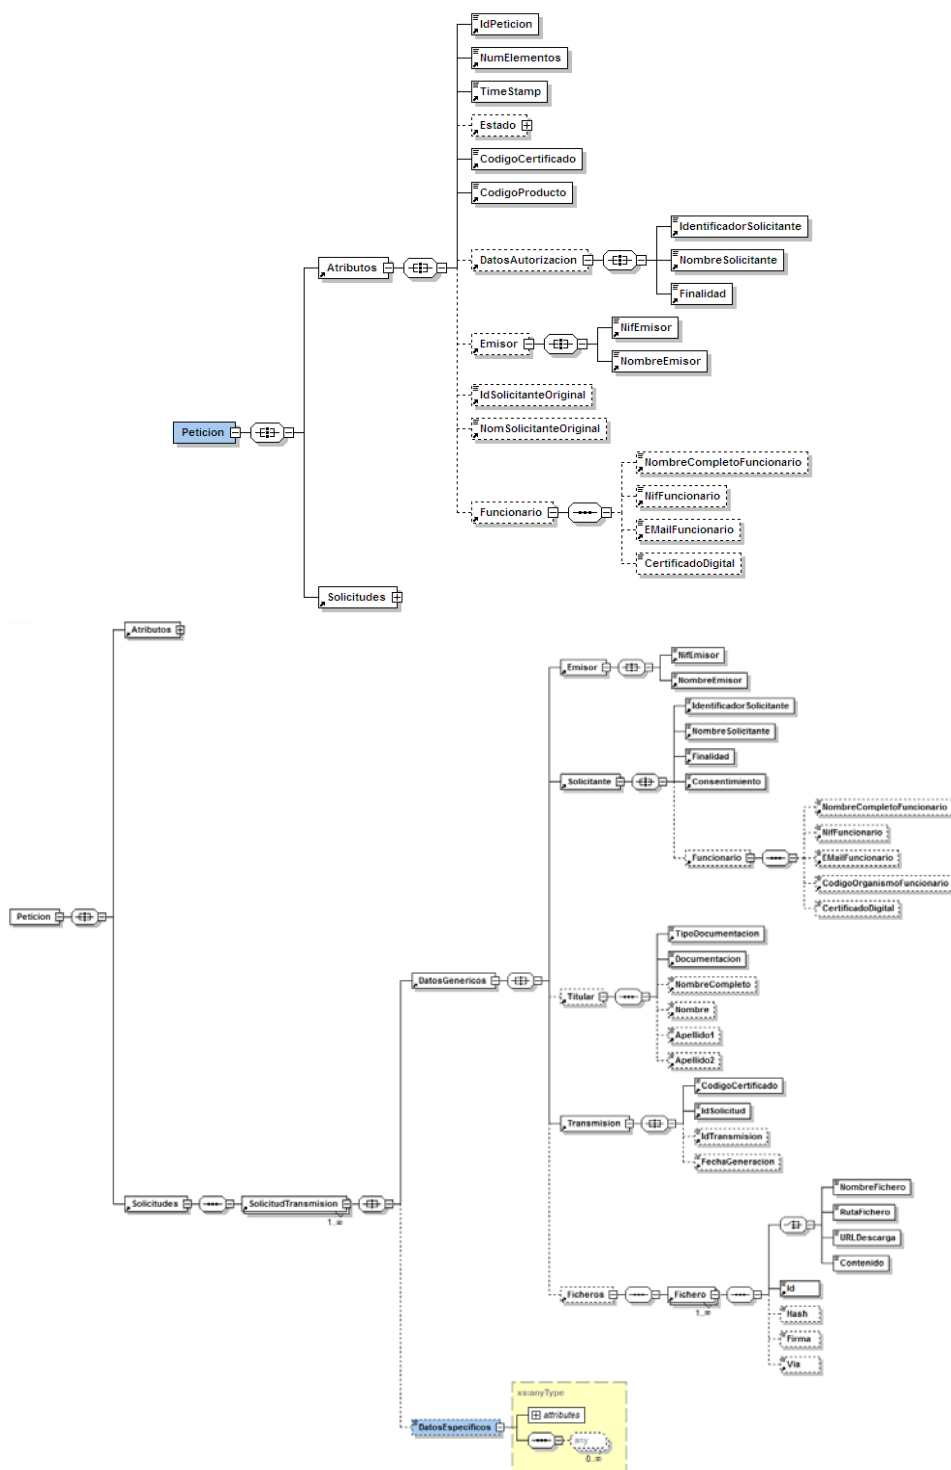 IdPeticion
NumElementos
TimeStamp
Estado
CodigoCertificado
CodigoProducto
IdentificadorSolicitante
Atributos
DatosAutorizacion
NombreSolicitante
Finalidad
NifEmisor
Emisor
NombreEmisor
IdSolicitanteOriginal
NomSolicitanteOriginal
Peticion
NombreCompletoFuncionario
NifFuncionario
Funcionario
EMailFuncionario
CertificadoDigital
Solicitudes
Atributos
NifEmisor
Emisor
NombreEmisor
IdentificadorSolicitante
NombreSolicitante
Finalidad
Solicitante
Consentimiento
NombreCompletoFuncionario
NifFuncionario
Funcionario
EMailFuncionario
CodigoOrganismoFuncionario
CertificadoDigital
Peticion
TipoDocumentacion
Documentacion
DatosGenericos
NombreCompleto
Titular
Nombre
Apellido1
Apellido2
CodigoCertificado
IdSolicitud
Transmision
IdTransmision
FechaGeneracion
NombreFichero
Solicitudes
SolicitudTransmision
1..∞
RutaFichero
URLDescarga
Contenido
Ficheros
Fichero
1..∞
Id
Hash
Firma
Via
xs:anyType
attributes
DatosEspecificos
any
0..∞